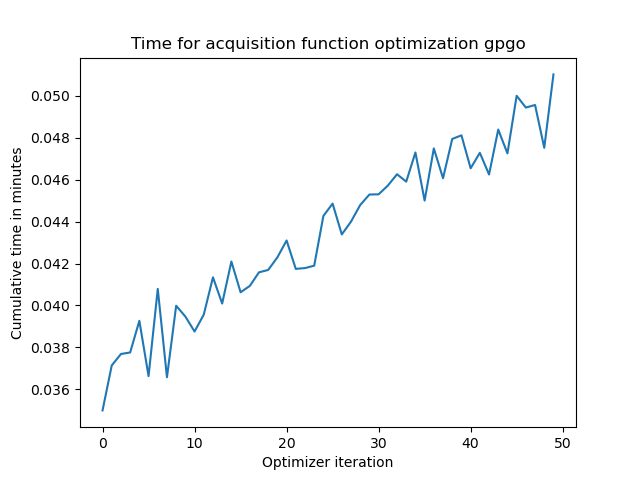 Time for acquisition function optimization gpgo
Cumulative time in minutes
0.050
0.048
0.046
0.044
0.042
0.040
0.038
0.036
0 10 20 30 40 50
Optimizer iteration